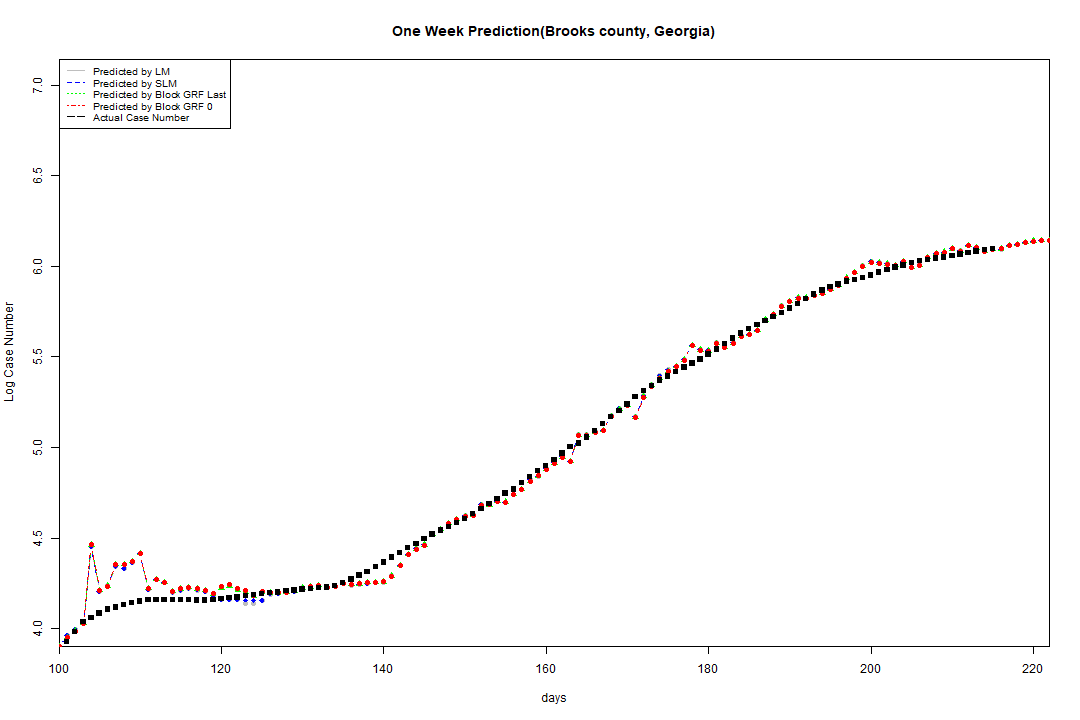 One Week Prediction(Brooks county, Georgia)
Predicted by LM
Predicted by SLM
Predicted by Block GRF Last
Predicted by Block GRF 0
Actual Case Number
7.0
6.5
6.0
5.5
5.0
4.5
4.0
Log Case Number
100 120 140 160 180 200 220
days